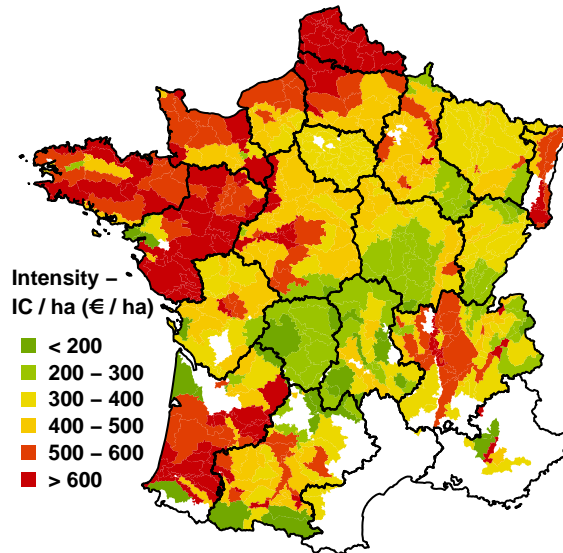 Intensity –
IC / ha (€ / ha)
< 200
200 – 300
300 – 400
400 – 500
500 – 600
> 600